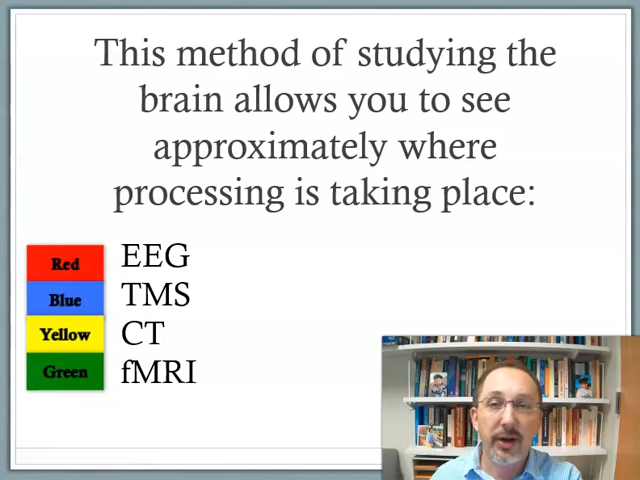 This method of studying the
brain allows you to see
approximately where
processing is taking place:
Red EEG
Blue TMS
Yellow CT
Green fMRI